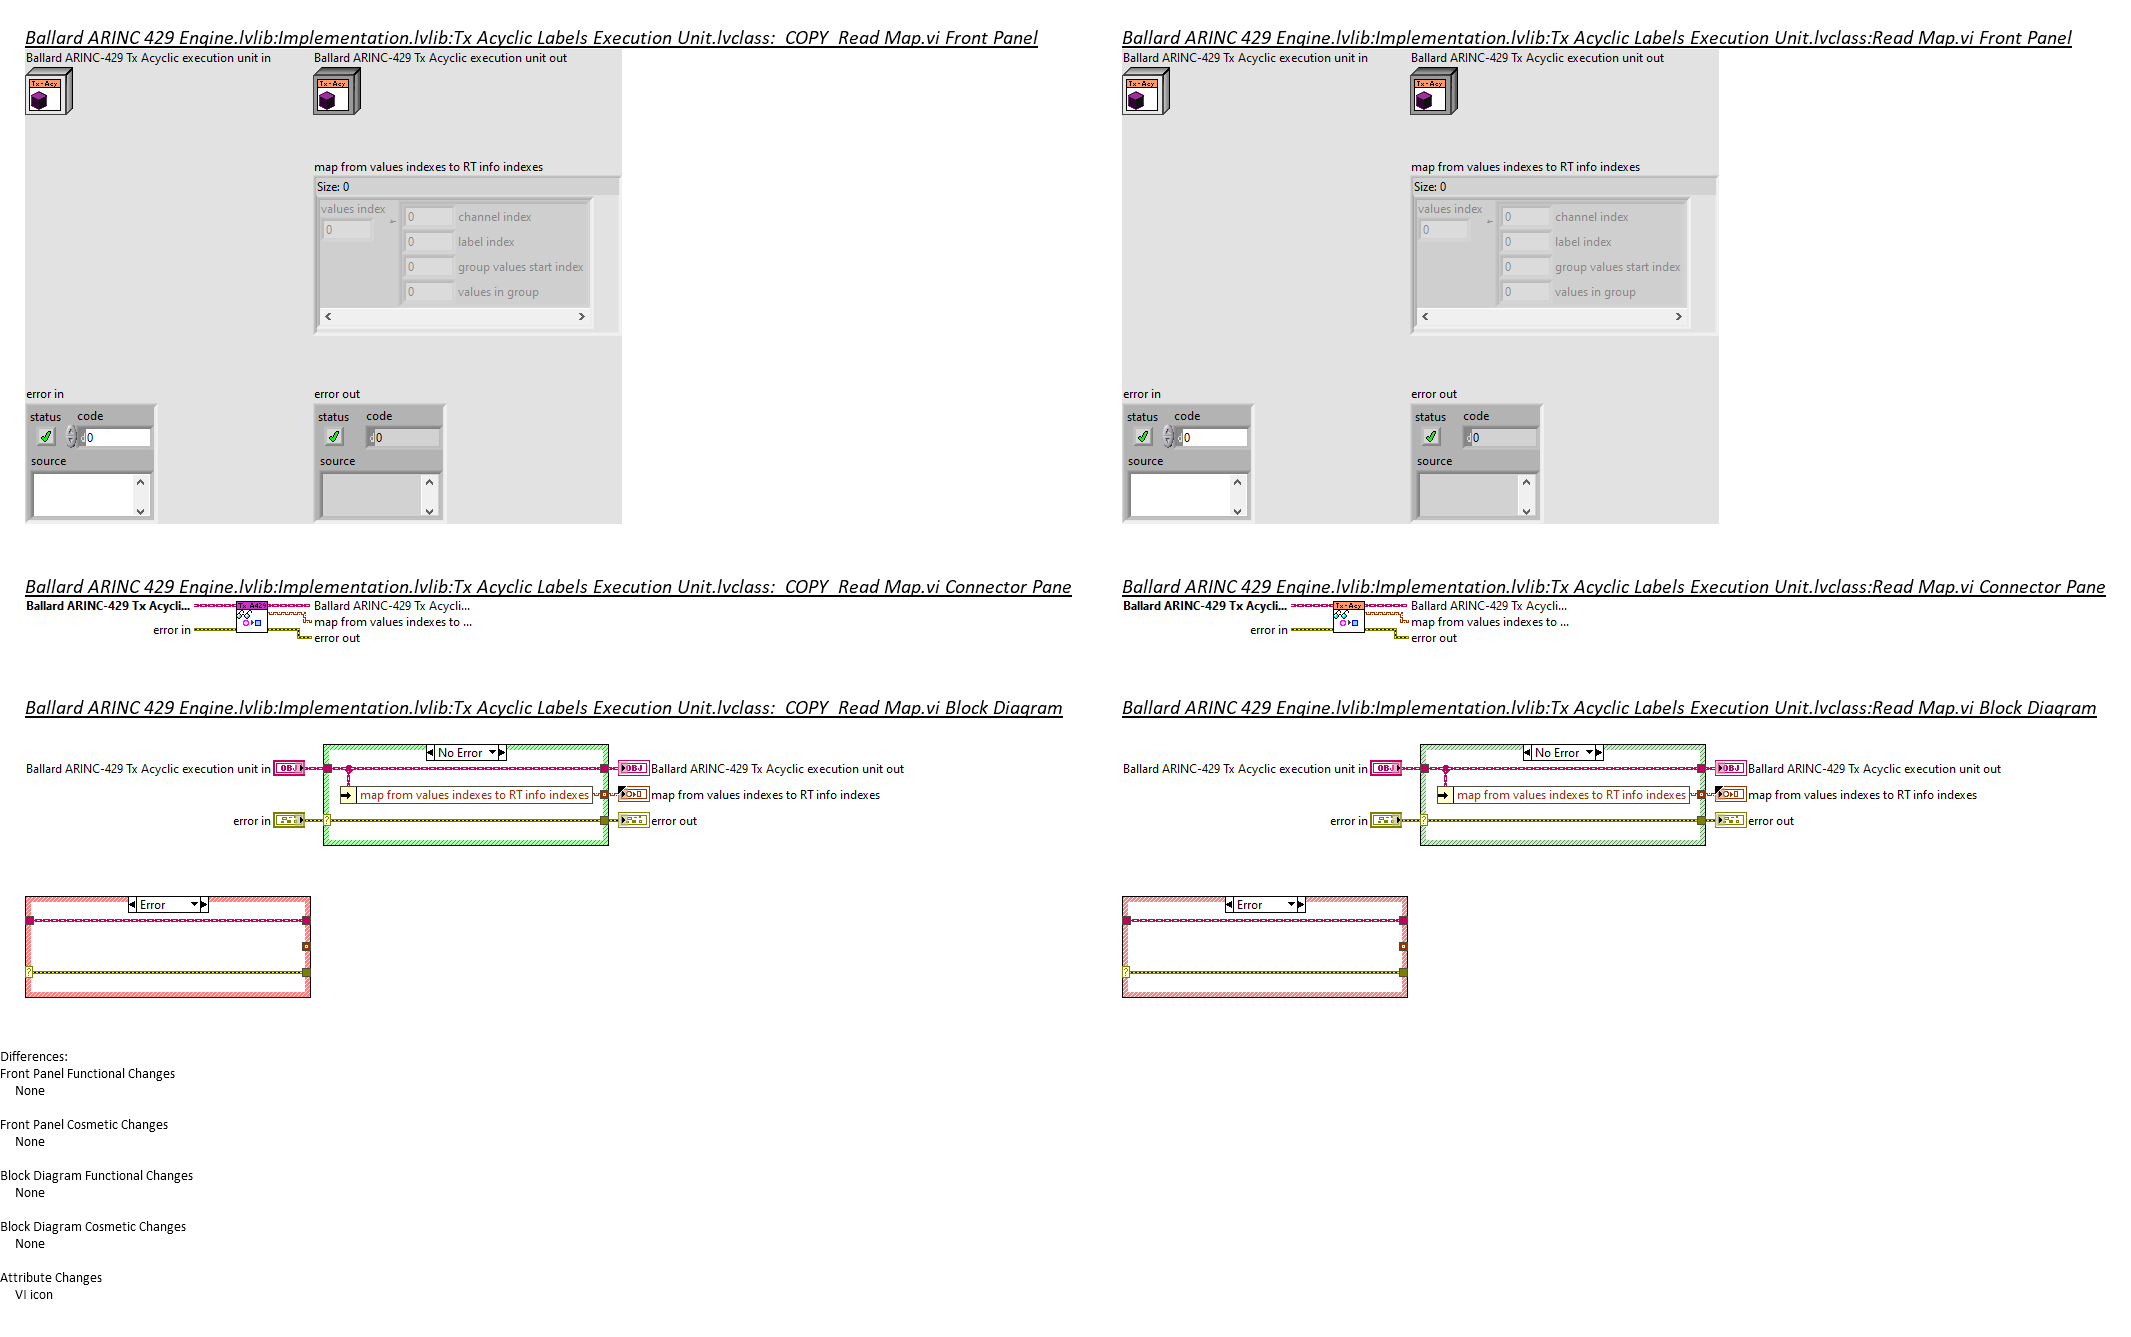 Ballard ARINC 429 Engine.lvlib:Implementation.lvlib:Tx Acyclic Labels Execution Unit.lvclass:_COPY_Read Map.vi Front Panel
Ballard ARINC-429 Tx Acyclic execution unit in
Ballard ARINC-429 Tx Acyclic execution unit out
Tx-Acy
Tx-Acy
map from values indexes to RT info indexes
Size: 0
values index
0
0 channel index
0 label index
0 group values start index
0 values in group
error in
status code
d 0
source
error out
status code
d 0
source
Ballard ARINC 429 Engine.lvlib:Implementation.lvlib:Tx Acyclic Labels Execution Unit.lvclass:Read Map.vi Front Panel
Ballard ARINC-429 Tx Acyclic execution unit in
Ballard ARINC-429 Tx Acyclic execution unit out
Tx-Acy
Tx-Acy
map from values indexes to RT info indexes
Size: 0
values index
0
0 channel index
0 label index
0 group values start index
0 values in group
error in
status code
d 0
source
error out
status code
d 0
source
Ballard ARINC 429 Engine.lvlib:Implementation.lvlib:Tx Acyclic Labels Execution Unit.lvclass:_COPY_Read Map.vi Connector Pane
Ballard ARINC-429 Tx Acycli...
Tx A429
Ballard ARINC-429 Tx Acycli...
map from values indexes to ...
error in
error out
Ballard ARINC 429 Engine.lvlib:Implementation.lvlib:Tx Acyclic Labels Execution Unit.lvclass:Read Map.vi Connector Pane
Ballard ARINC-429 Tx Acycli...
Tx-Acy
Ballard ARINC-429 Tx Acycli...
map from values indexes to ...
error in
error out
Ballard ARINC 429 Engine.lvlib:Implementation.lvlib:Tx Acyclic Labels Execution Unit.lvclass:_COPY_Read Map.vi Block Diagram
No Error
Ballard ARINC-429 Tx Acyclic execution unit in
OBJ
OBJ
Ballard ARINC-429 Tx Acyclic execution unit out
map from values indexes to RT info indexes
map from values indexes to RT info indexes
error in
?
error out
Error
?
Ballard ARINC 429 Engine.lvlib:Implementation.lvlib:Tx Acyclic Labels Execution Unit.lvclass:Read Map.vi Block Diagram
No Error
Ballard ARINC-429 Tx Acyclic execution unit in
OBJ
OBJ
Ballard ARINC-429 Tx Acyclic execution unit out
map from values indexes to RT info indexes
map from values indexes to RT info indexes
error in
?
error out
Error
?
Differences:
Front Panel Functional Changes
None
Front Panel Cosmetic Changes
None
Block Diagram Functional Changes
None
Block Diagram Cosmetic Changes
None
Attribute Changes
VI icon